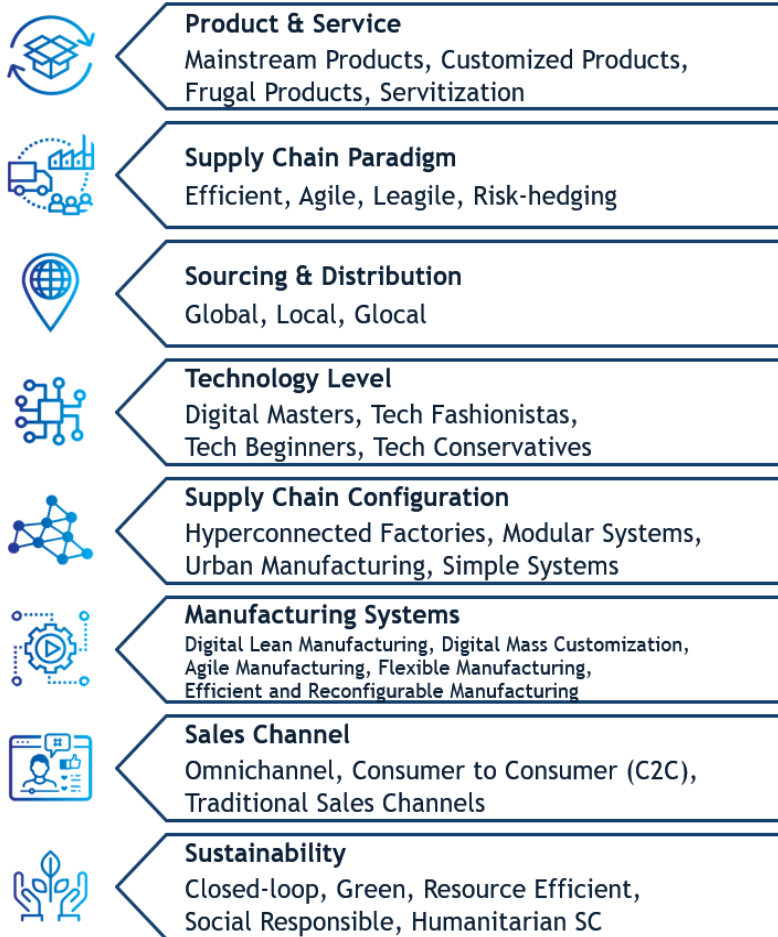 Product & Service
Mainstream Products, Customized Products,
Frugal Products, Servitization
Supply Chain Paradigm
Efficient, Agile, Leagile, Risk-hedging
Sourcing & Distribution
Global, Local, Glocal
Technology Level
Digital Masters, Tech Fashionistas,
Tech Beginners, Tech Conservatives
Supply Chain Configuration
Hyperconnected Factories, Modular Systems,
Urban Manufacturing, Simple Systems
Manufacturing Systems
Digital Lean Manufacturing, Digital Mass Customization,
Agile Manufacturing, Flexible Manufacturing,
Efficient and Reconfigurable Manufacturing
#
Sales Channel
Omnichannel, Consumer to Consumer (C2C),
Traditional Sales Channels
Sustainability
Closed-loop, Green, Resource Efficient,
Social Responsible, Humanitarian SC